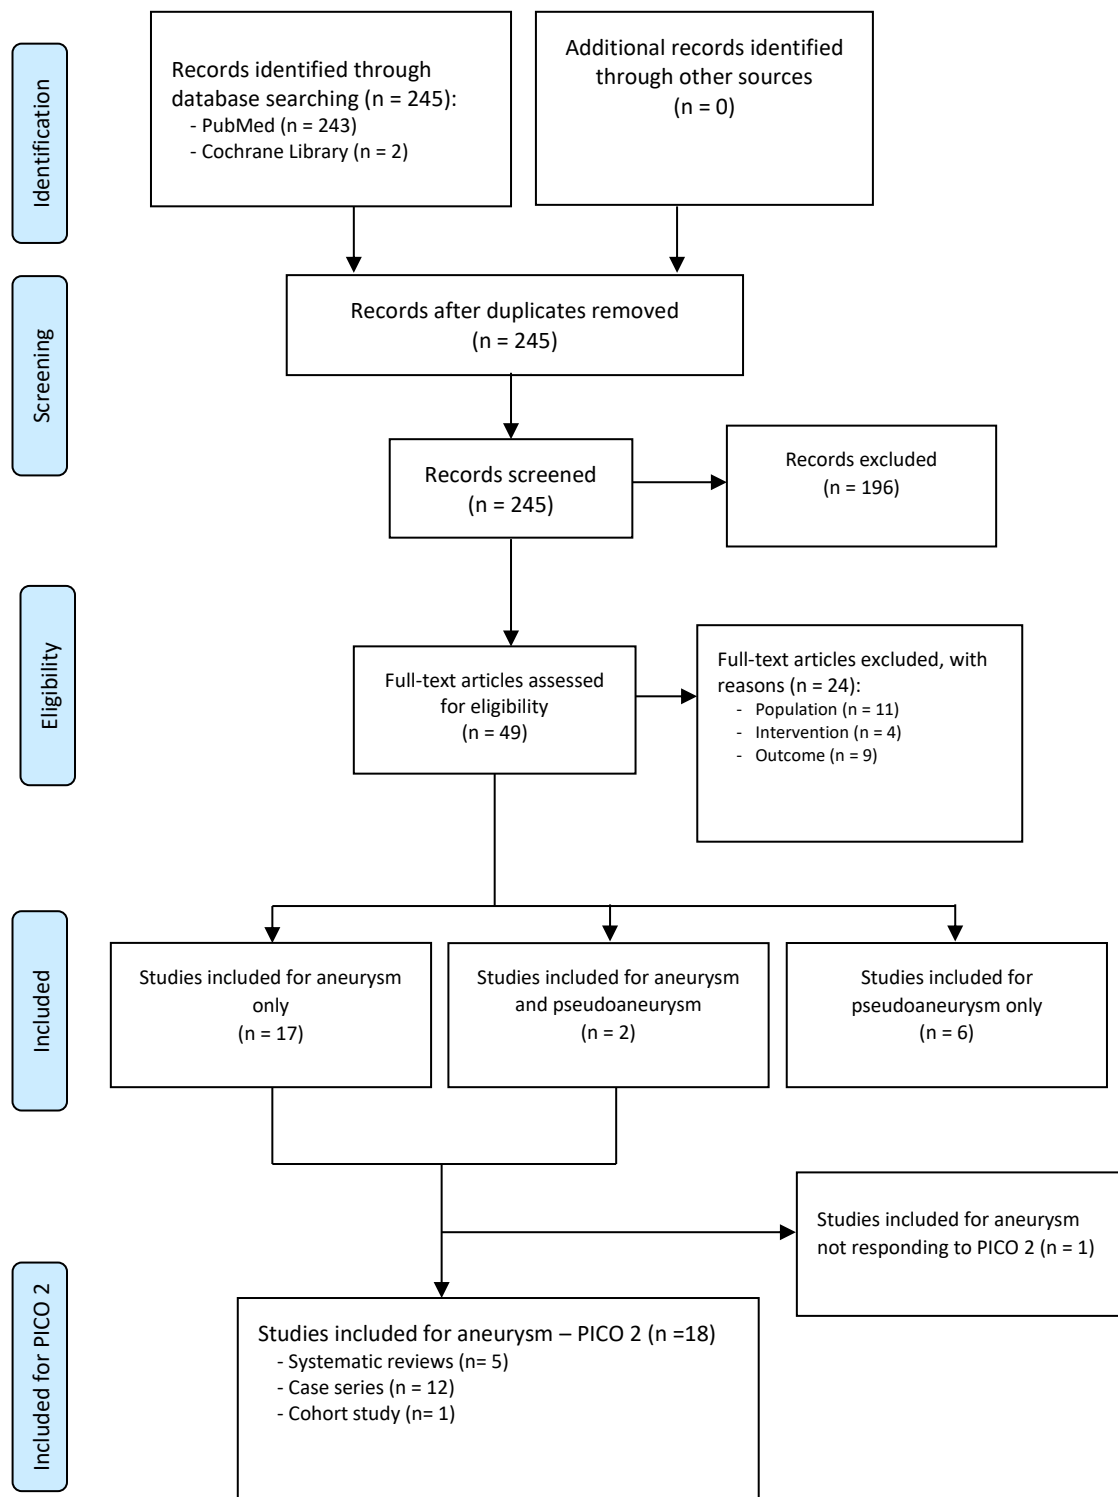 Identification
Records identified through
database searching (n = 245):
- PubMed (n = 243)
- Cochrane Library (n = 2)
Additional records identified
through other sources
(n = 0)
Screening
Records after duplicates removed
(n = 245)
Records screened
(n = 245)
Records excluded
(n = 196)
Eligibility
Full-text articles assessed
for eligibility
(n = 49)
Full-text articles excluded, with
reasons (n = 24):
- Population (n = 11)
- Intervention (n = 4)
- Outcome (n = 9)
Included
Studies included for aneurysm
only
(n = 17)
Studies included for aneurysm
and pseudoaneurysm
(n = 2)
Studies included for
pseudoaneurysm only
(n = 6)
Studies included for aneurysm
not responding to PICO 2 (n = 1)
Included for PICO 2
Studies included for aneurysm – PICO 2 (n =18)
- Systematic reviews (n= 5)
- Case series (n = 12)
- Cohort study (n= 1)